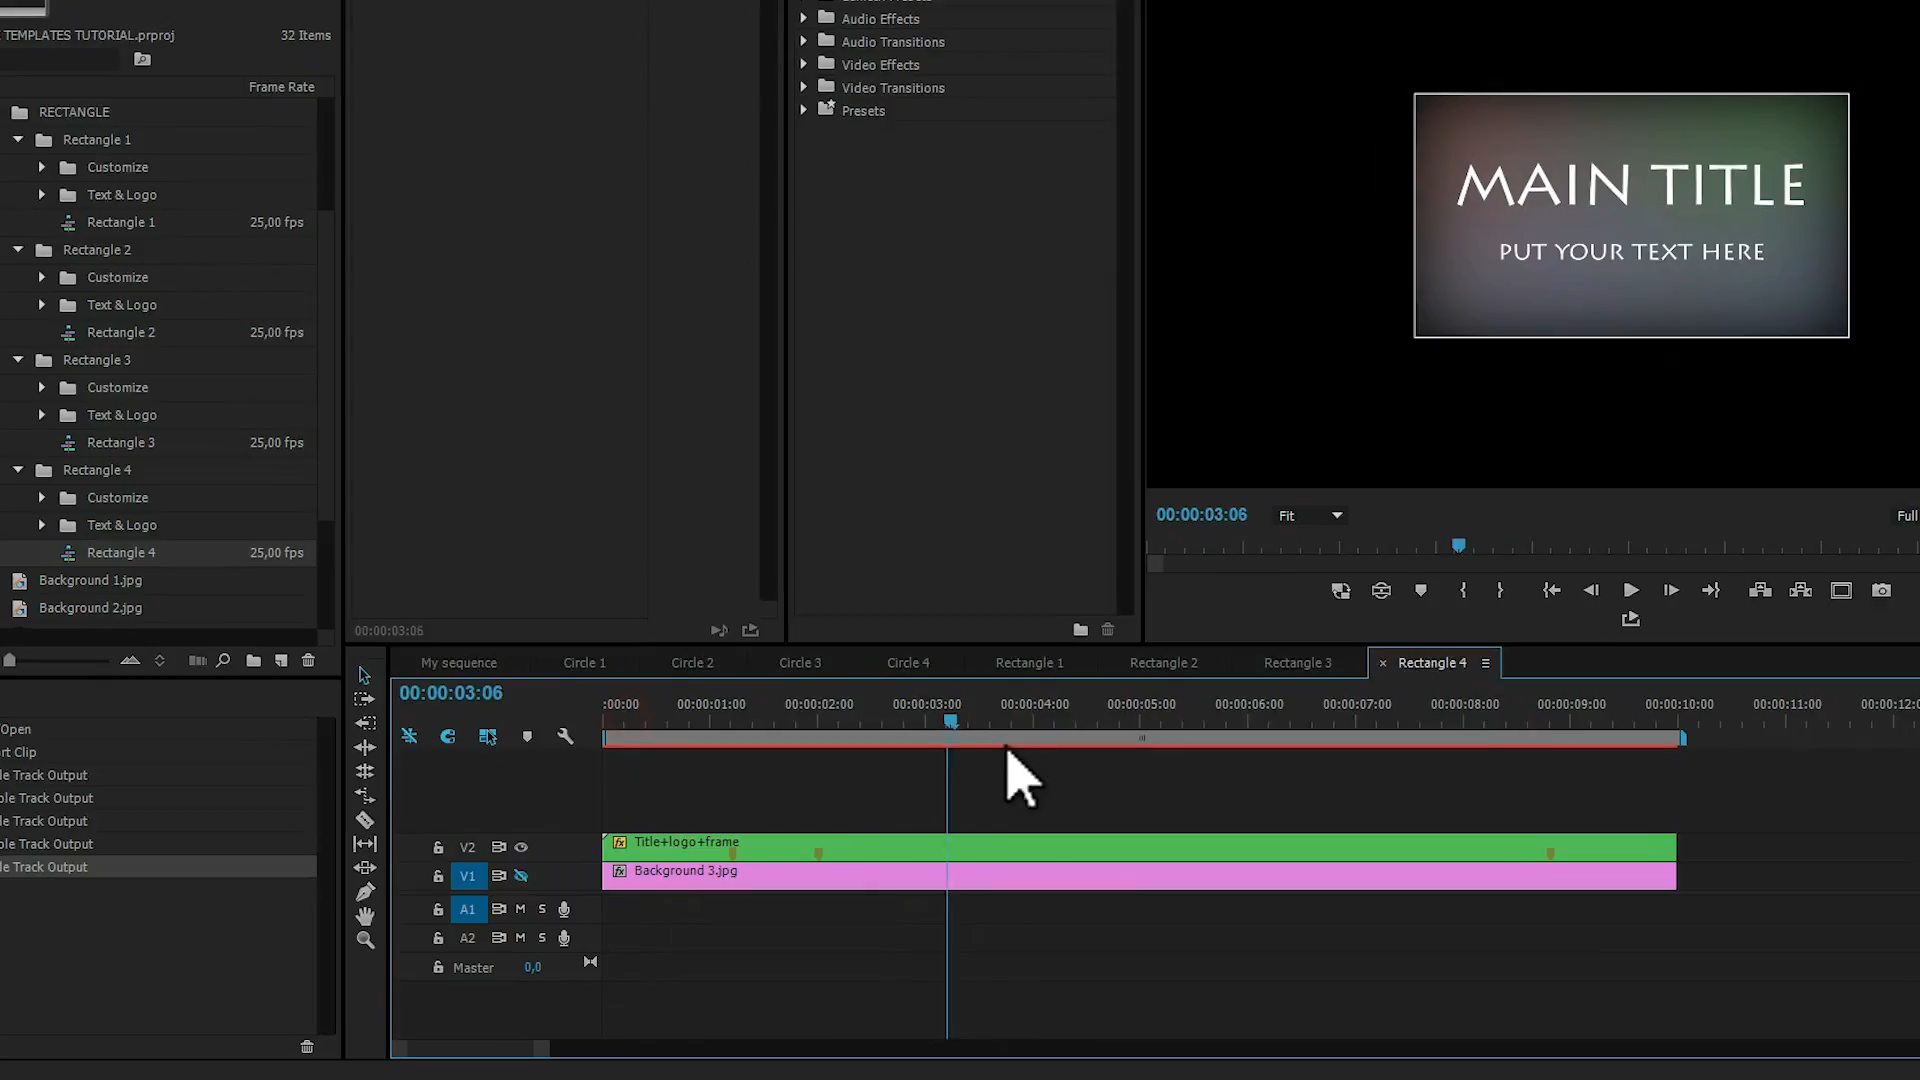 TEMPLATES TUTORIAL.prproj
32 Items
Frame Rate
RECTANGLE
Rectangle 1
Customize
Text & Logo
Rectangle 1 25,00 fps
Rectangle 2
Customize
Text & Logo
Rectangle 2 25,00 fps
Rectangle 3
Customize
Text & Logo
Rectangle 3 25,00 fps
Rectangle 4
Customize
Text & Logo
Rectangle 4 25,00 fps
Background 1.jpg
Background 2.jpg
/Open
rt Clip
le Track Output
ble Track Output
le Track Output
ble Track Output
le Track Output
00:00:03:06
Audio Effects
Audio Transitions
Video Effects
Video Transitions
Presets
MAIN TITLE
PUT YOUR TEXT HERE
00:00:03:06 Fit Full
My sequence Circle 1 Circle 2 Circle 3 Circle 4 Rectangle 1 Rectangle 2 Rectangle 3 × Rectangle 4
00:00:03:06
:00:00 00:00:01:00 00:00:02:00 00:00:03:00 00:00:04:00 00:00:05:00 00:00:06:00 00:00:07:00 00:00:08:00 00:00:09:00 00:00:10:00 00:00:11:00 00:00:12:0
V2 Title+logo+frame
V1 Background 3.jpg
A1 M S
A2 M S
Master 0,0